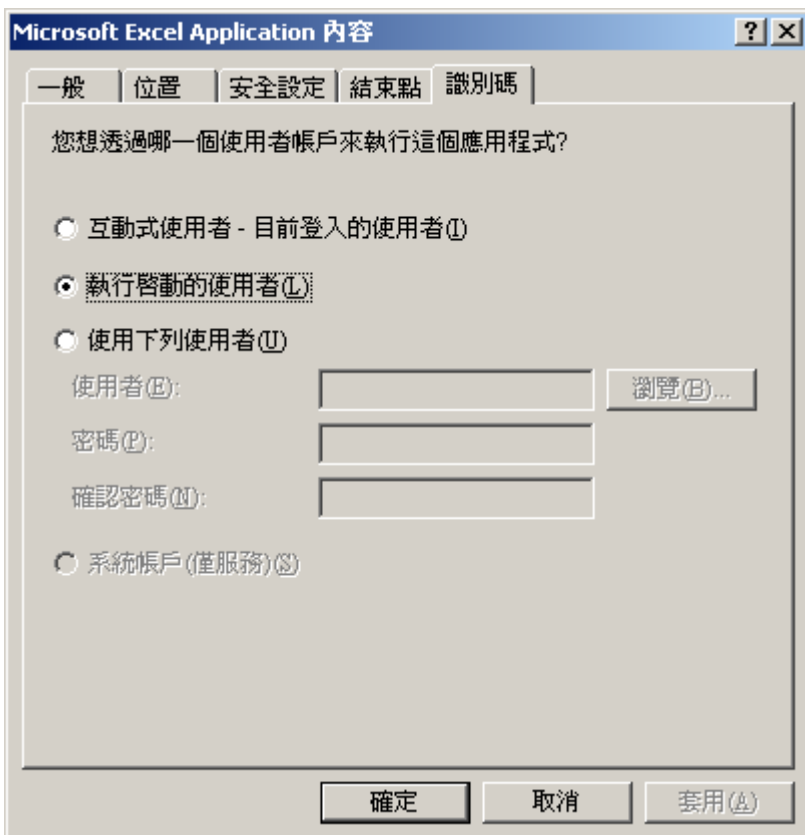 Microsoft Excel Application 內容
一般 位置 安全設定 結束點 識別碼
您想透過哪一個使用者帳戶來執行這個應用程式?
互動式使用者 - 目前登入的使用者(I)
執行啓動的使用者(L)
使用下列使用者(U)
使用者(E): 瀏覽(B)...
密碼(P):
確認密碼(N):
系統帳戶(僅服務)(S)
確定 取消 套用(A)